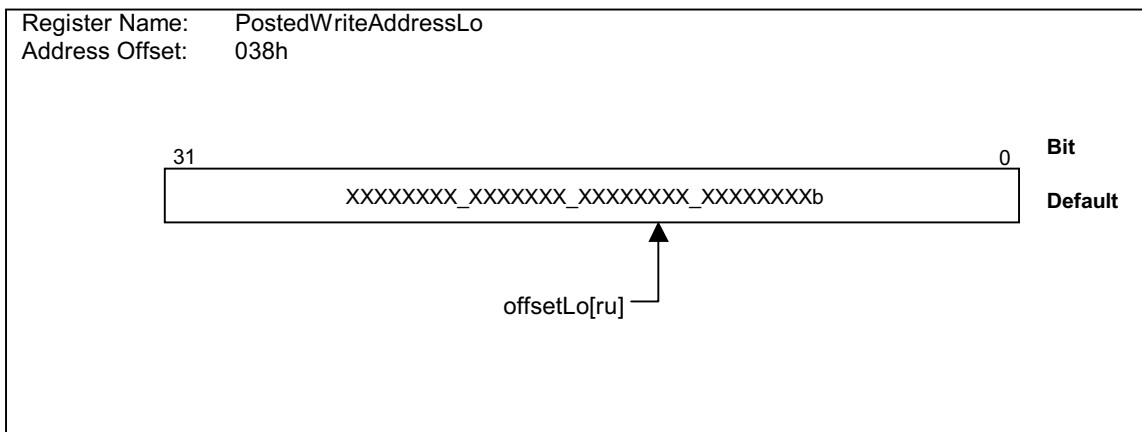 Register Name: PostedWriteAddressLo
Address Offset: 038h
31 0 Bit
XXXXXXXX_XXXXXXX_XXXXXXXX_XXXXXXXXb Default
offsetLo[ru]